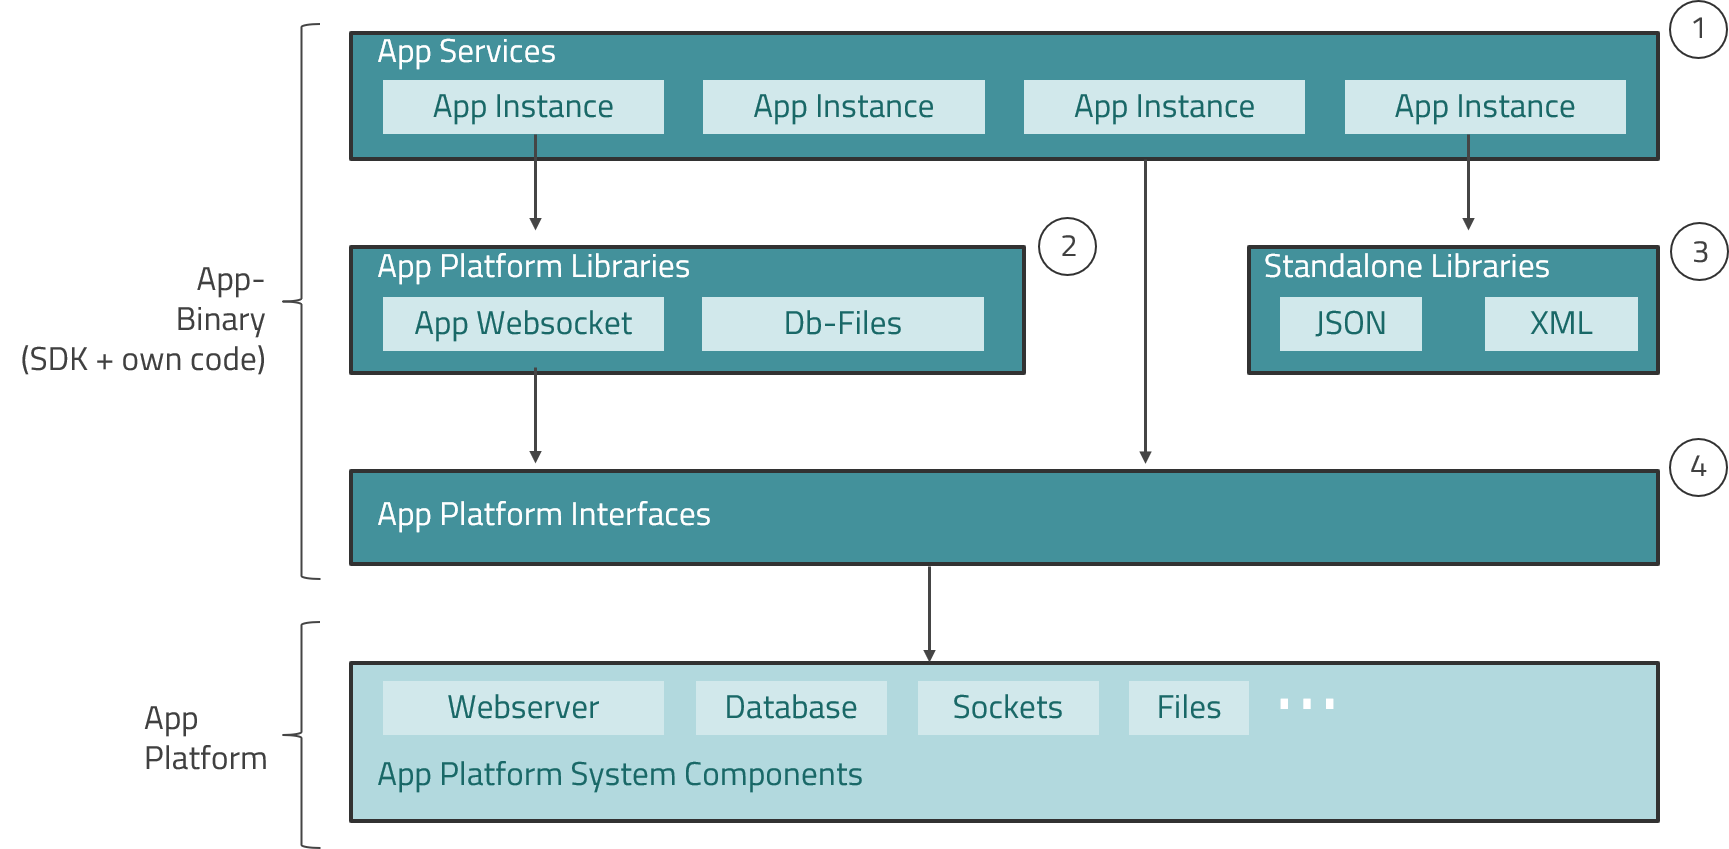 1
App Services
App Instance
App Instance
App Instance
App Instance
2
3
App Platform Libraries
Standalone Libraries
App Websocket
Db-Files
JSON
XML
App-
Binary
(SDK + own code)
4
App Platform Interfaces
Webserver
Database
Sockets
Files
...
App
Platform
App Platform System Components